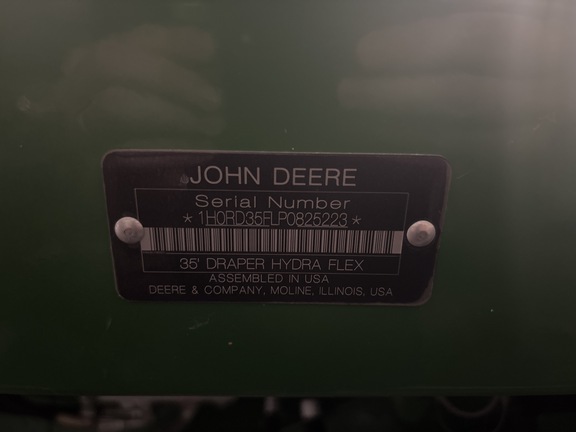 JOHN DEERE
Serial Number
* 1H0RD35FLP0825223 *
35' DRAPER HYDRA FLEX
ASSEMBLED IN USA
DEERE & COMPANY, MOLINE, ILLINOIS, USA